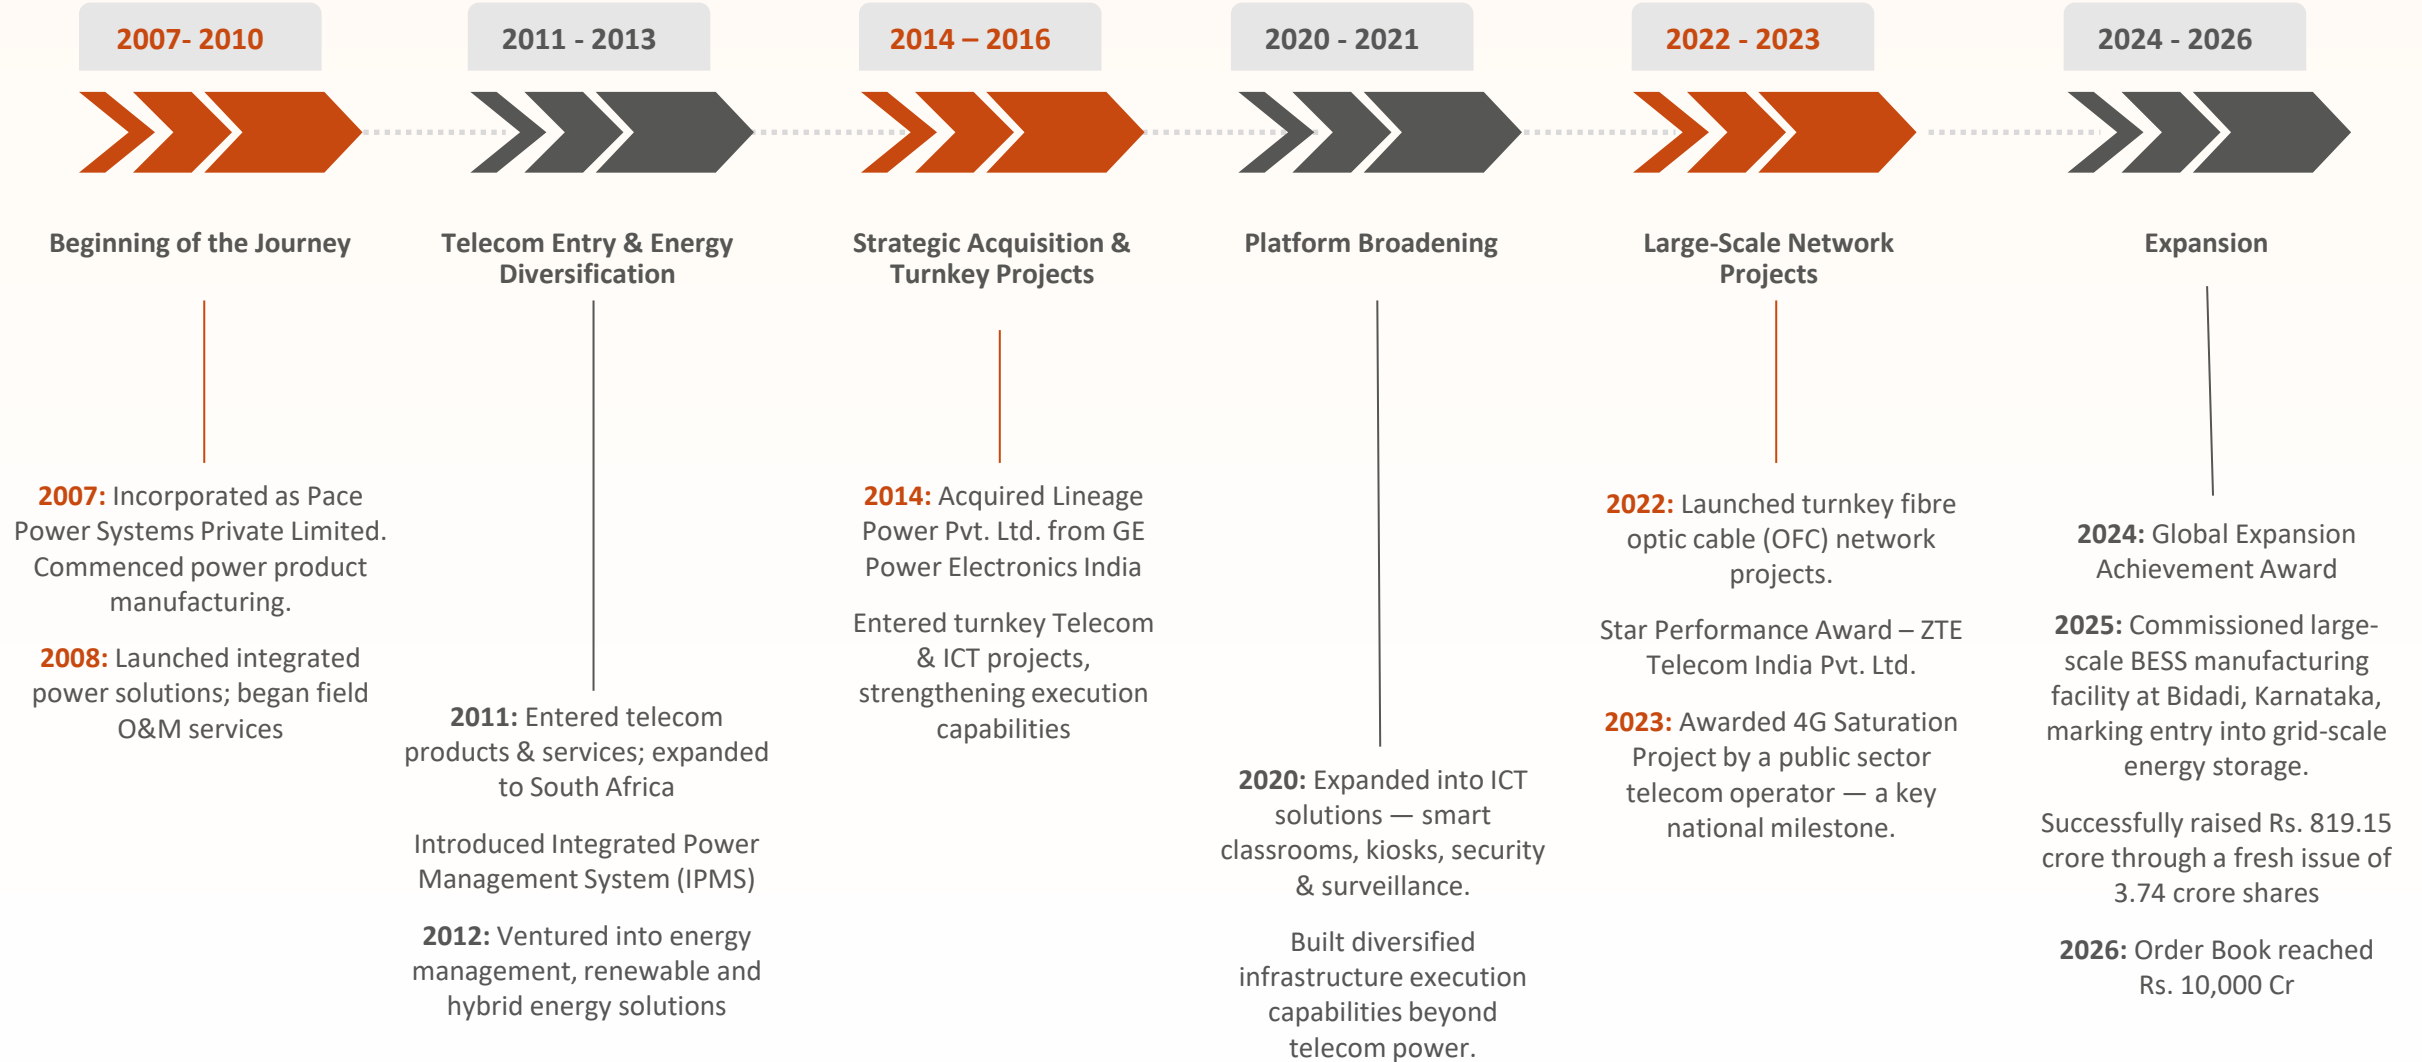 2007- 2010
Beginning of the Journey
2007: Incorporated as Pace
Power Systems Private Limited.
Commenced power product
manufacturing.
2008: Launched integrated
power solutions; began field
O&M services
2011 - 2013
Telecom Entry & Energy
Diversification
2011: Entered telecom
products & services; expanded
to South Africa
Introduced Integrated Power
Management System (IPMS)
2012: Ventured into energy
management, renewable and
hybrid energy solutions
2014 – 2016
Strategic Acquisition &
Turnkey Projects
2014: Acquired Lineage
Power Pvt. Ltd. from GE
Power Electronics India
Entered turnkey Telecom
& ICT projects,
strengthening execution
capabilities
2020 - 2021
Platform Broadening
2020: Expanded into ICT
solutions — smart
classrooms, kiosks, security
& surveillance.
Built diversified
infrastructure execution
capabilities beyond
telecom power.
2022 - 2023
Large-Scale Network
Projects
2022: Launched turnkey fibre
optic cable (OFC) network
projects.
Star Performance Award – ZTE
Telecom India Pvt. Ltd.
2023: Awarded 4G Saturation
Project by a public sector
telecom operator — a key
national milestone.
2024 - 2026
Expansion
2024: Global Expansion
Achievement Award
2025: Commissioned large-
scale BESS manufacturing
facility at Bidadi, Karnataka,
marking entry into grid-scale
energy storage.
Successfully raised Rs. 819.15
crore through a fresh issue of
3.74 crore shares
2026: Order Book reached
Rs. 10,000 Cr